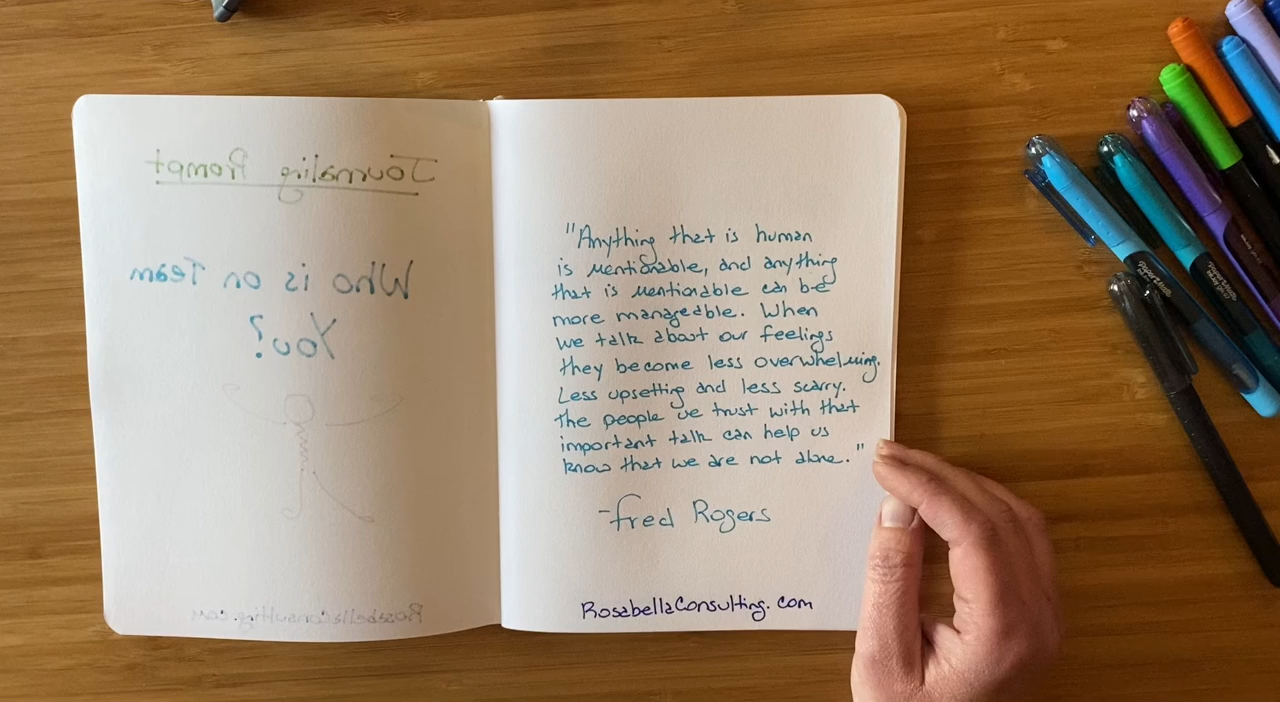 Journaling Prompt
Who is on Team
You?
RosabellaConsulting.com
"Anything that is human
is mentionable, and anything
that is mentionable can be
more manageable. When
we talk about our feelings
they become less overwhelming.
Less upsetting and less scarry.
The people we trust with that
important talk can help us
know that we are not alone."
-Fred Rogers
RosabellaConsulting.com